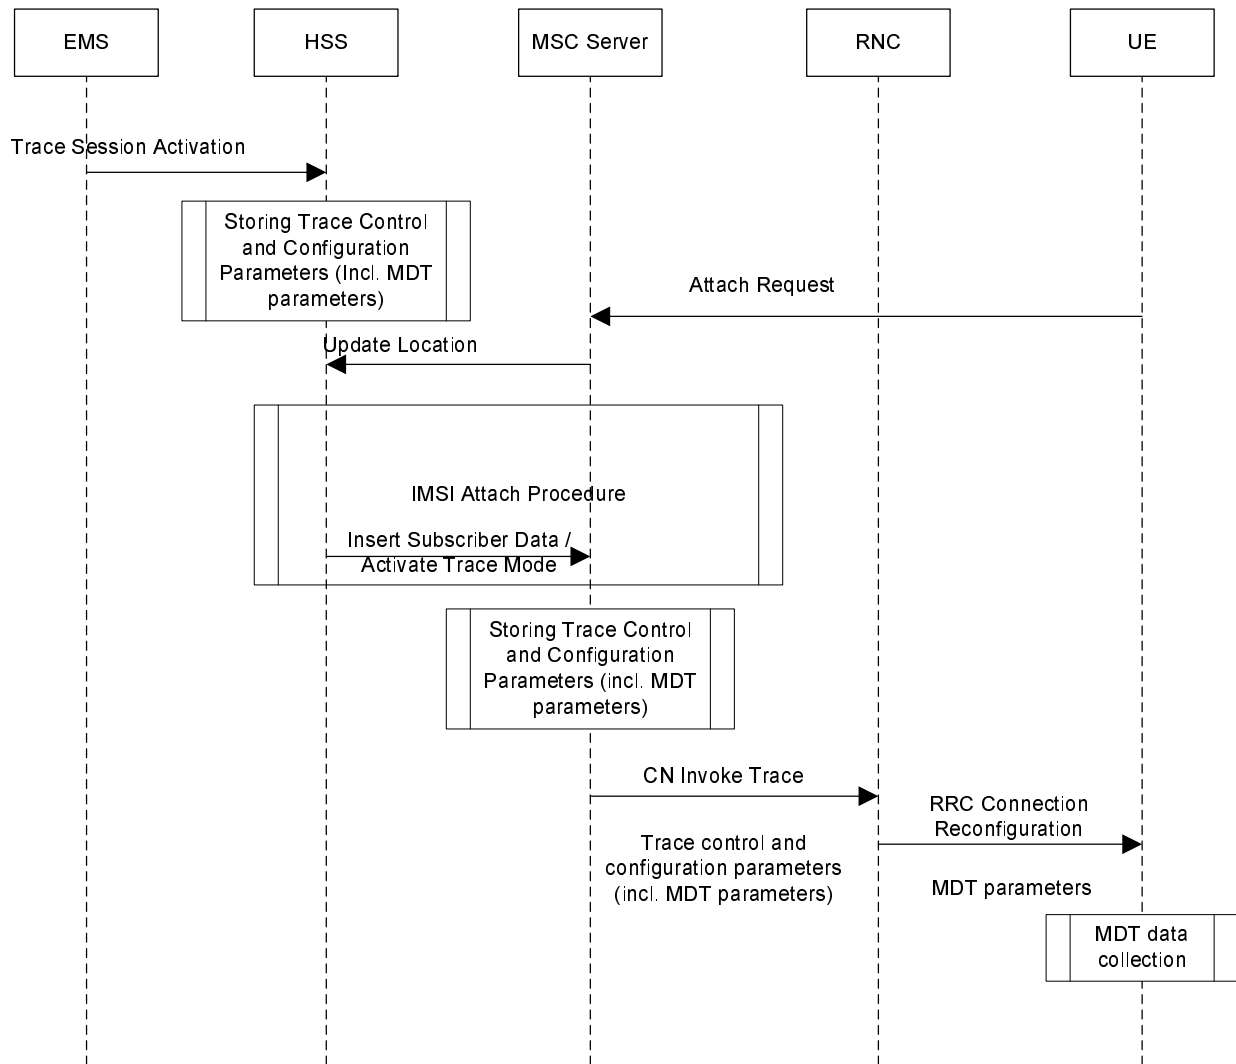 EMS
HSS
MSC Server
RNC
UE
Trace Session Activation
Storing Trace Control
and Configuration
Parameters (Incl. MDT
parameters)
Attach Request
Update Location
IMSI Attach Procedure
Insert Subscriber Data /
Activate Trace Mode
Storing Trace Control
and Configuration
Parameters (incl. MDT
parameters)
CN Invoke Trace
Trace control and
configuration parameters
(incl. MDT parameters)
RRC Connection
Reconfiguration
MDT parameters
MDT data
collection